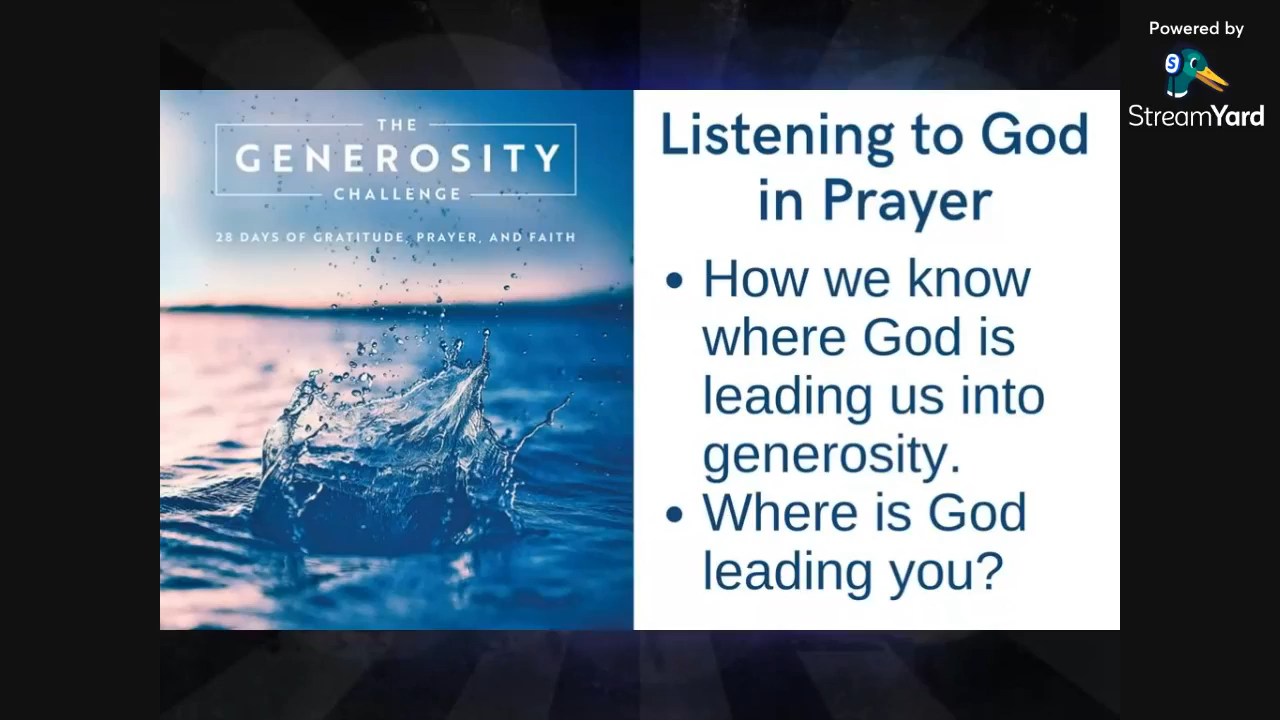 Powered by
StreamYard
THE
GENEROSITY
CHALLENGE
28 DAYS OF GRATITUDE, PRAYER, AND FAITH
Listening to God
in Prayer
• How we know
where God is
leading us into
generosity.
• Where is God
leading you?